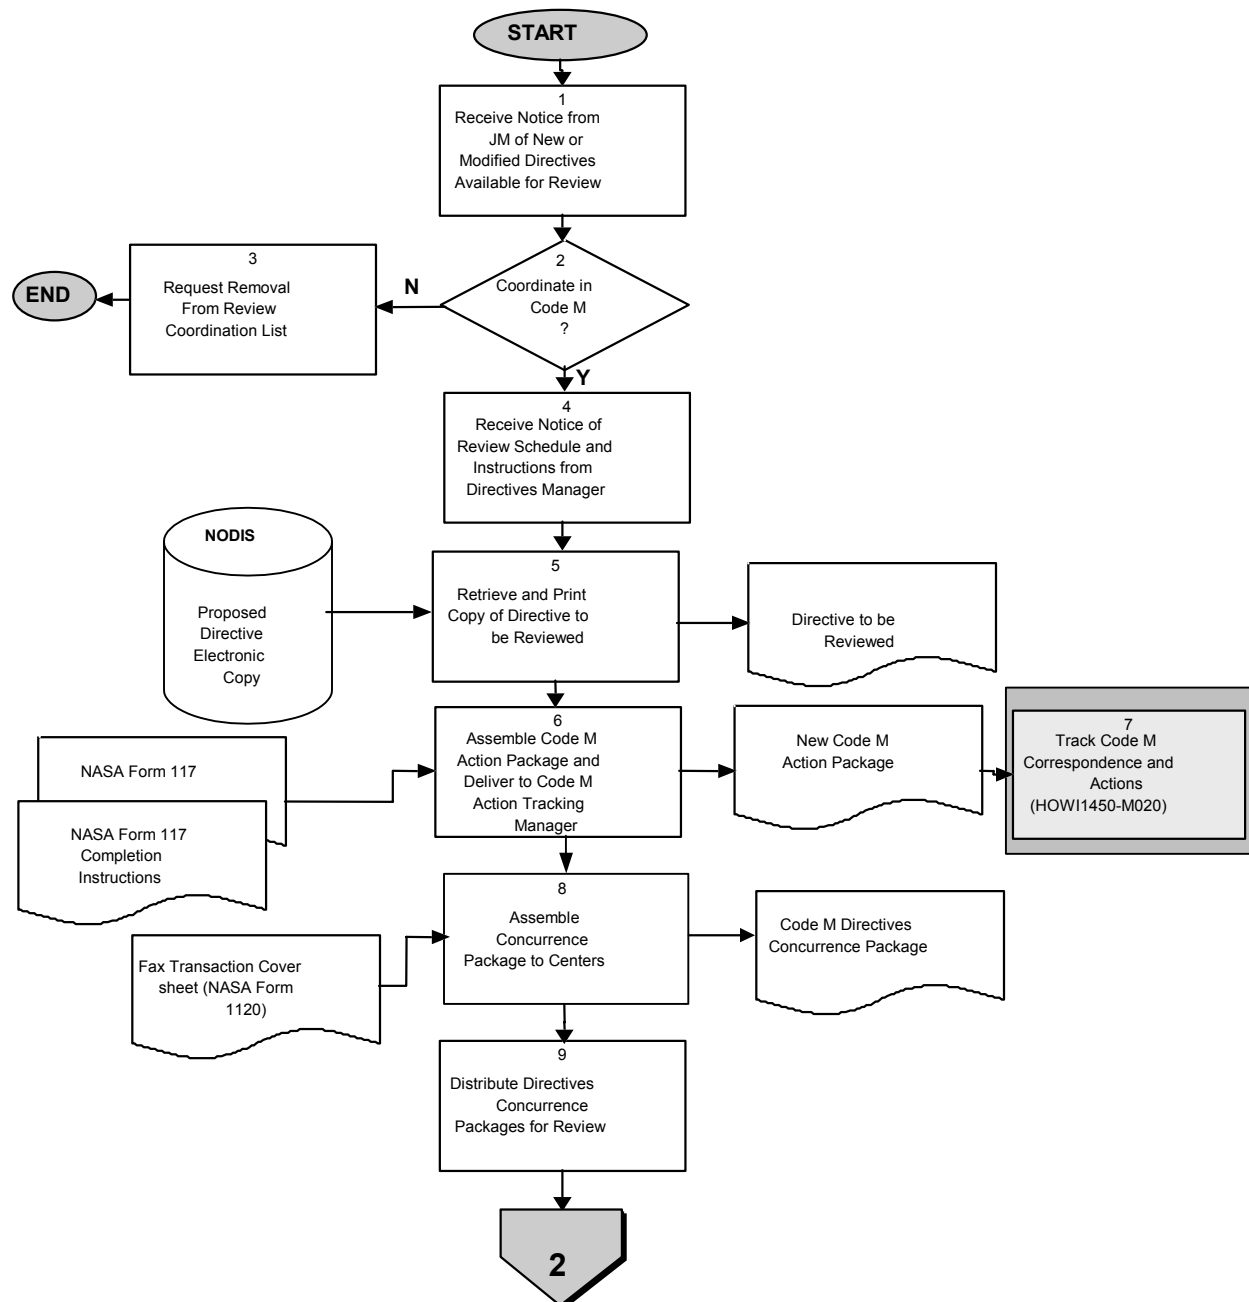 START
1
Receive Notice from
JM of New or
Modified Directives
Available for Review
2
Coordinate in
Code M
?
N
3
Request Removal
From Review
Coordination List
END
Y
4
Receive Notice of
Review Schedule and
Instructions from
Directives Manager
NODIS
Proposed
Directive
Electronic
Copy
5
Retrieve and Print
Copy of Directive to
be Reviewed
Directive to be
Reviewed
6
Assemble Code M
Action Package and
Deliver to Code M
Action Tracking
Manager
New Code M
Action Package
7
Track Code M
Correspondence and
Actions
(HOWI1450-M020)
NASA Form 117
NASA Form 117
Completion
Instructions
8
Assemble
Concurrence
Package to Centers
Code M Directives
Concurrence Package
Fax Transaction Cover
sheet (NASA Form
1120)
9
Distribute Directives
Concurrence
Packages for Review
2